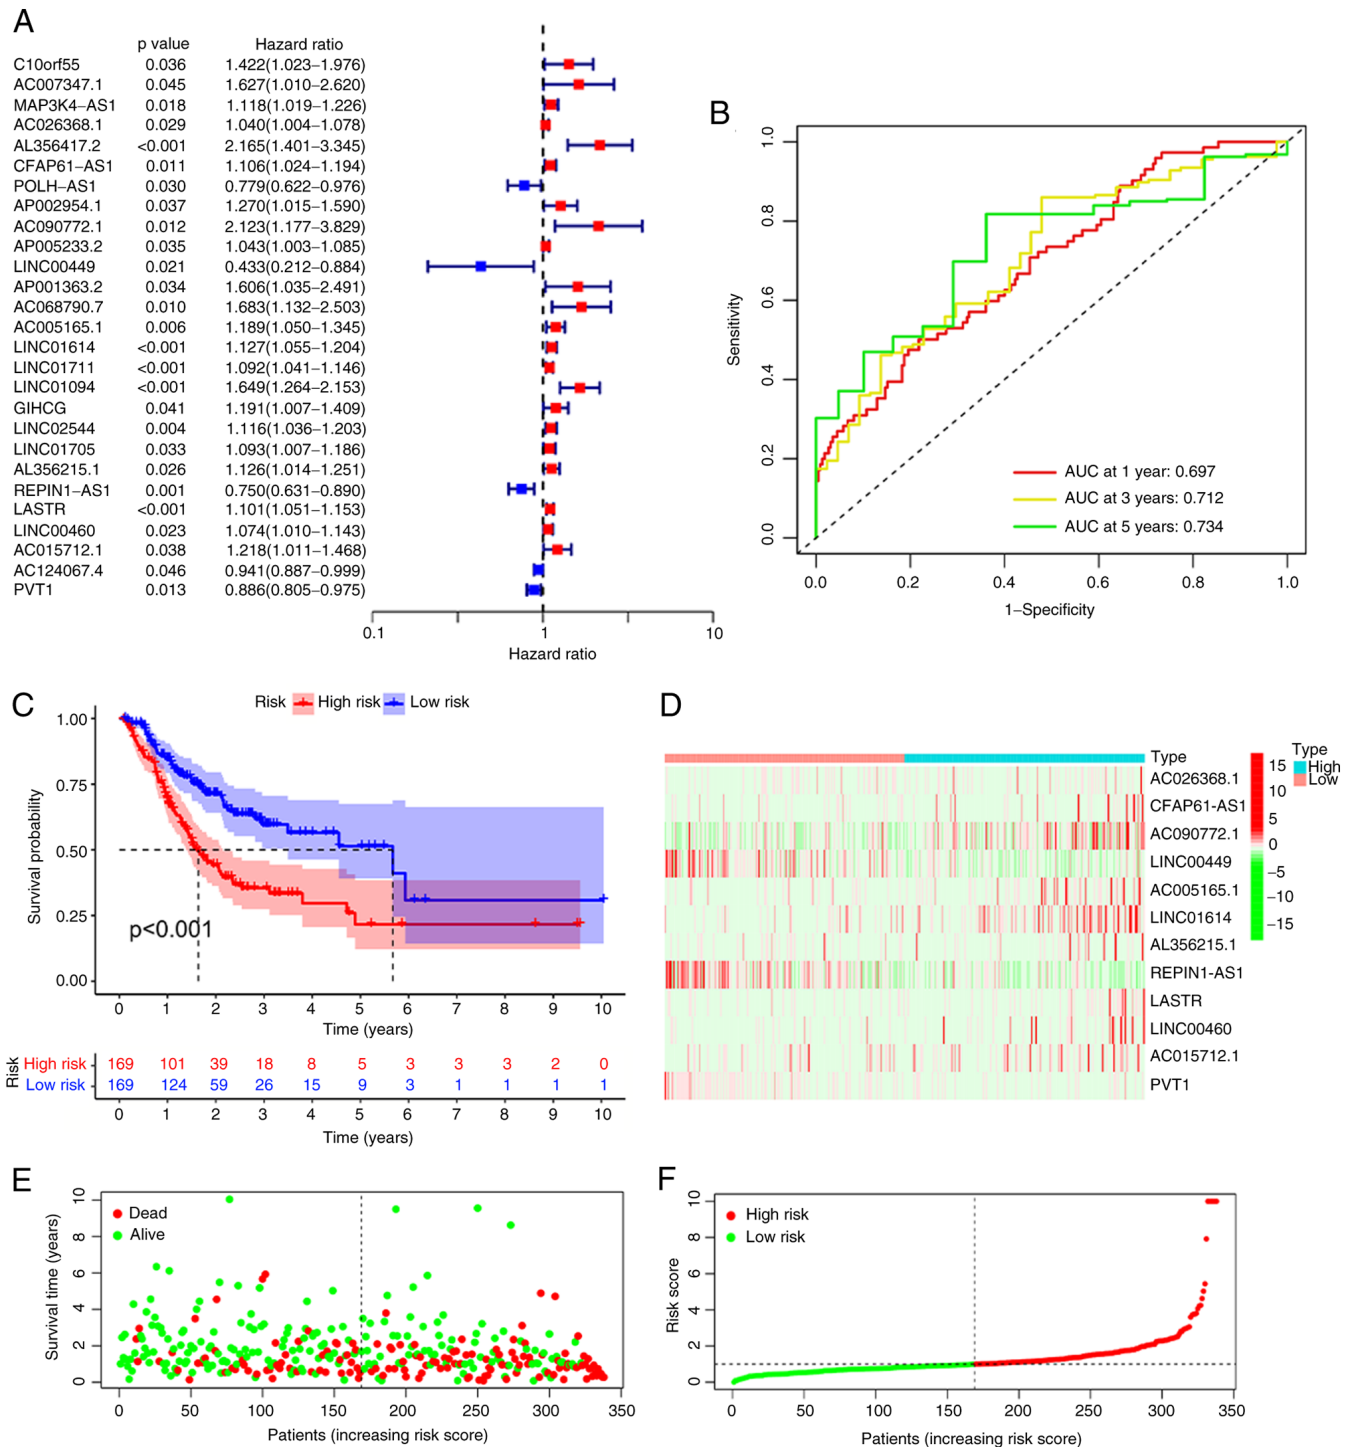 A
p value Hazard ratio
C10orf55 0.036 1.422(1.023−1.976)
AC007347.1 0.045 1.627(1.010−2.620)
MAP3K4−AS1 0.018 1.118(1.019−1.226)
AC026368.1 0.029 1.040(1.004−1.078)
AL356417.2 <0.001 2.165(1.401−3.345)
CFAP61−AS1 0.011 1.106(1.024−1.194)
POLH−AS1 0.030 0.779(0.622−0.976)
AP002954.1 0.037 1.270(1.015−1.590)
AC090772.1 0.012 2.123(1.177−3.829)
AP005233.2 0.035 1.043(1.003−1.085)
LINC00449 0.021 0.433(0.212−0.884)
AP001363.2 0.034 1.606(1.035−2.491)
AC068790.7 0.010 1.683(1.132−2.503)
AC005165.1 0.006 1.189(1.050−1.345)
LINC01614 <0.001 1.127(1.055−1.204)
LINC01711 <0.001 1.092(1.041−1.146)
LINC01094 <0.001 1.649(1.264−2.153)
GIHCG 0.041 1.191(1.007−1.409)
LINC02544 0.004 1.116(1.036−1.203)
LINC01705 0.033 1.093(1.007−1.186)
AL356215.1 0.026 1.126(1.014−1.251)
REPIN1−AS1 0.001 0.750(0.631−0.890)
LASTR <0.001 1.101(1.051−1.153)
LINC00460 0.023 1.074(1.010−1.143)
AC015712.1 0.038 1.218(1.011−1.468)
AC124067.4 0.046 0.941(0.887−0.999)
PVT1 0.013 0.886(0.805−0.975)
0.1 1 10
Hazard ratio
B
Sensitivity
1.0
0.8
0.6
0.4
0.2
0.0
AUC at 1 year: 0.697
AUC at 3 years: 0.712
AUC at 5 years: 0.734
0.0 0.2 0.4 0.6 0.8 1.0
1−Specificity
C
Risk High risk Low risk
Survival probability
1.00
0.75
0.50
0.25
0.00
p<0.001
0 1 2 3 4 5 6 7 8 9 10
Time (years)
Risk
High risk 169 101 39 18 8 5 3 3 3 2 0
Low risk 169 124 59 26 15 9 3 1 1 1 1
0 1 2 3 4 5 6 7 8 9 10
Time (years)
D
Type
AC026368.1
CFAP61-AS1
AC090772.1
LINC00449
AC005165.1
LINC01614
AL356215.1
REPIN1-AS1
LASTR
LINC00460
AC015712.1
PVT1
15
10
5
0
−5
−10
−15
Type
High
Low
E
Survival time (years)
10
8
6
4
2
0
Dead
Alive
0 50 100 150 200 250 300 350
Patients (increasing risk score)
F
Risk score
10
8
6
4
2
0
High risk
Low risk
0 50 100 150 200 250 300 350
Patients (increasing risk score)